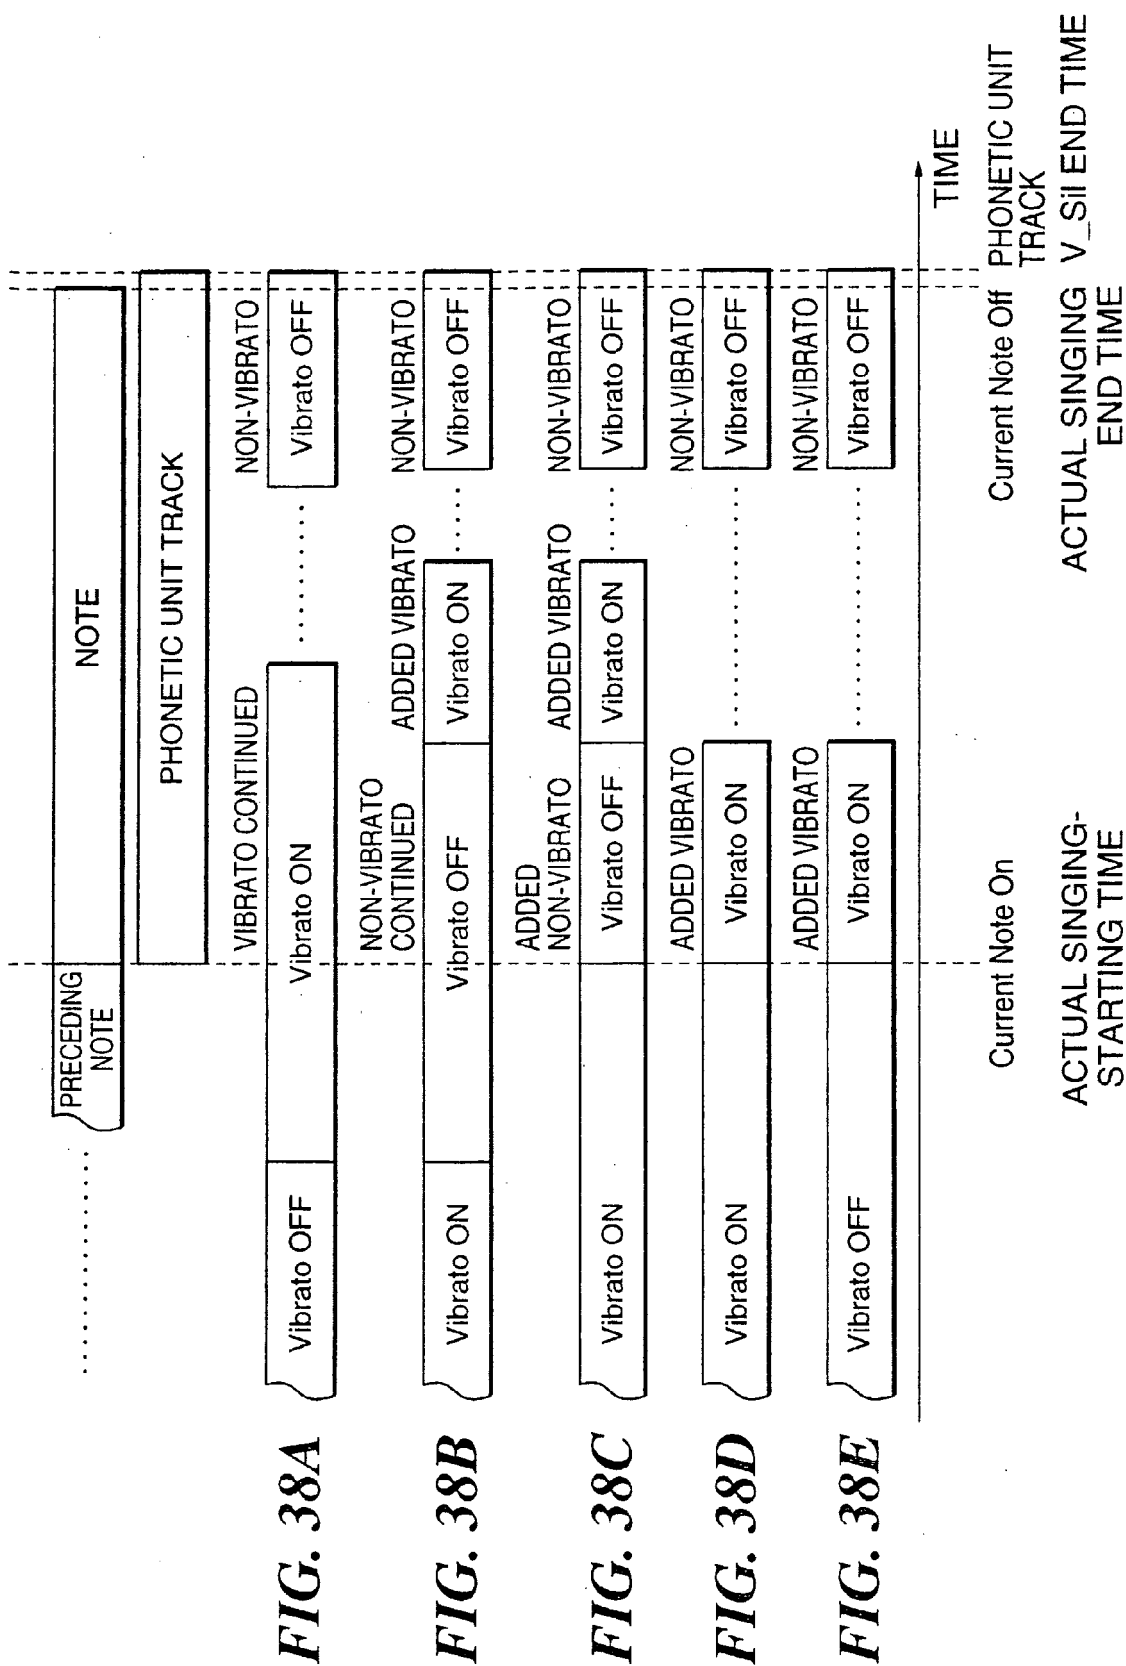 PRECEDING
NOTE
NOTE
PHONETIC UNIT TRACK
FIG. 38A
VIBRATO CONTINUED
NON-VIBRATO
Vibrato OFF
Vibrato ON
Vibrato OFF
FIG. 38B
NON-VIBRATO
CONTINUED
ADDED VIBRATO
NON-VIBRATO
Vibrato ON
Vibrato OFF
Vibrato ON
Vibrato OFF
FIG. 38C
ADDED
NON-VIBRATO
ADDED VIBRATO
NON-VIBRATO
Vibrato ON
Vibrato OFF
Vibrato ON
Vibrato OFF
FIG. 38D
ADDED VIBRATO
NON-VIBRATO
Vibrato ON
Vibrato ON
Vibrato OFF
FIG. 38E
ADDED VIBRATO
NON-VIBRATO
Vibrato OFF
Vibrato ON
Vibrato OFF
TIME
Current Note On
Current Note Off
PHONETIC UNIT
TRACK
ACTUAL SINGING-
STARTING TIME
ACTUAL SINGING
END TIME
V_Sil END TIME